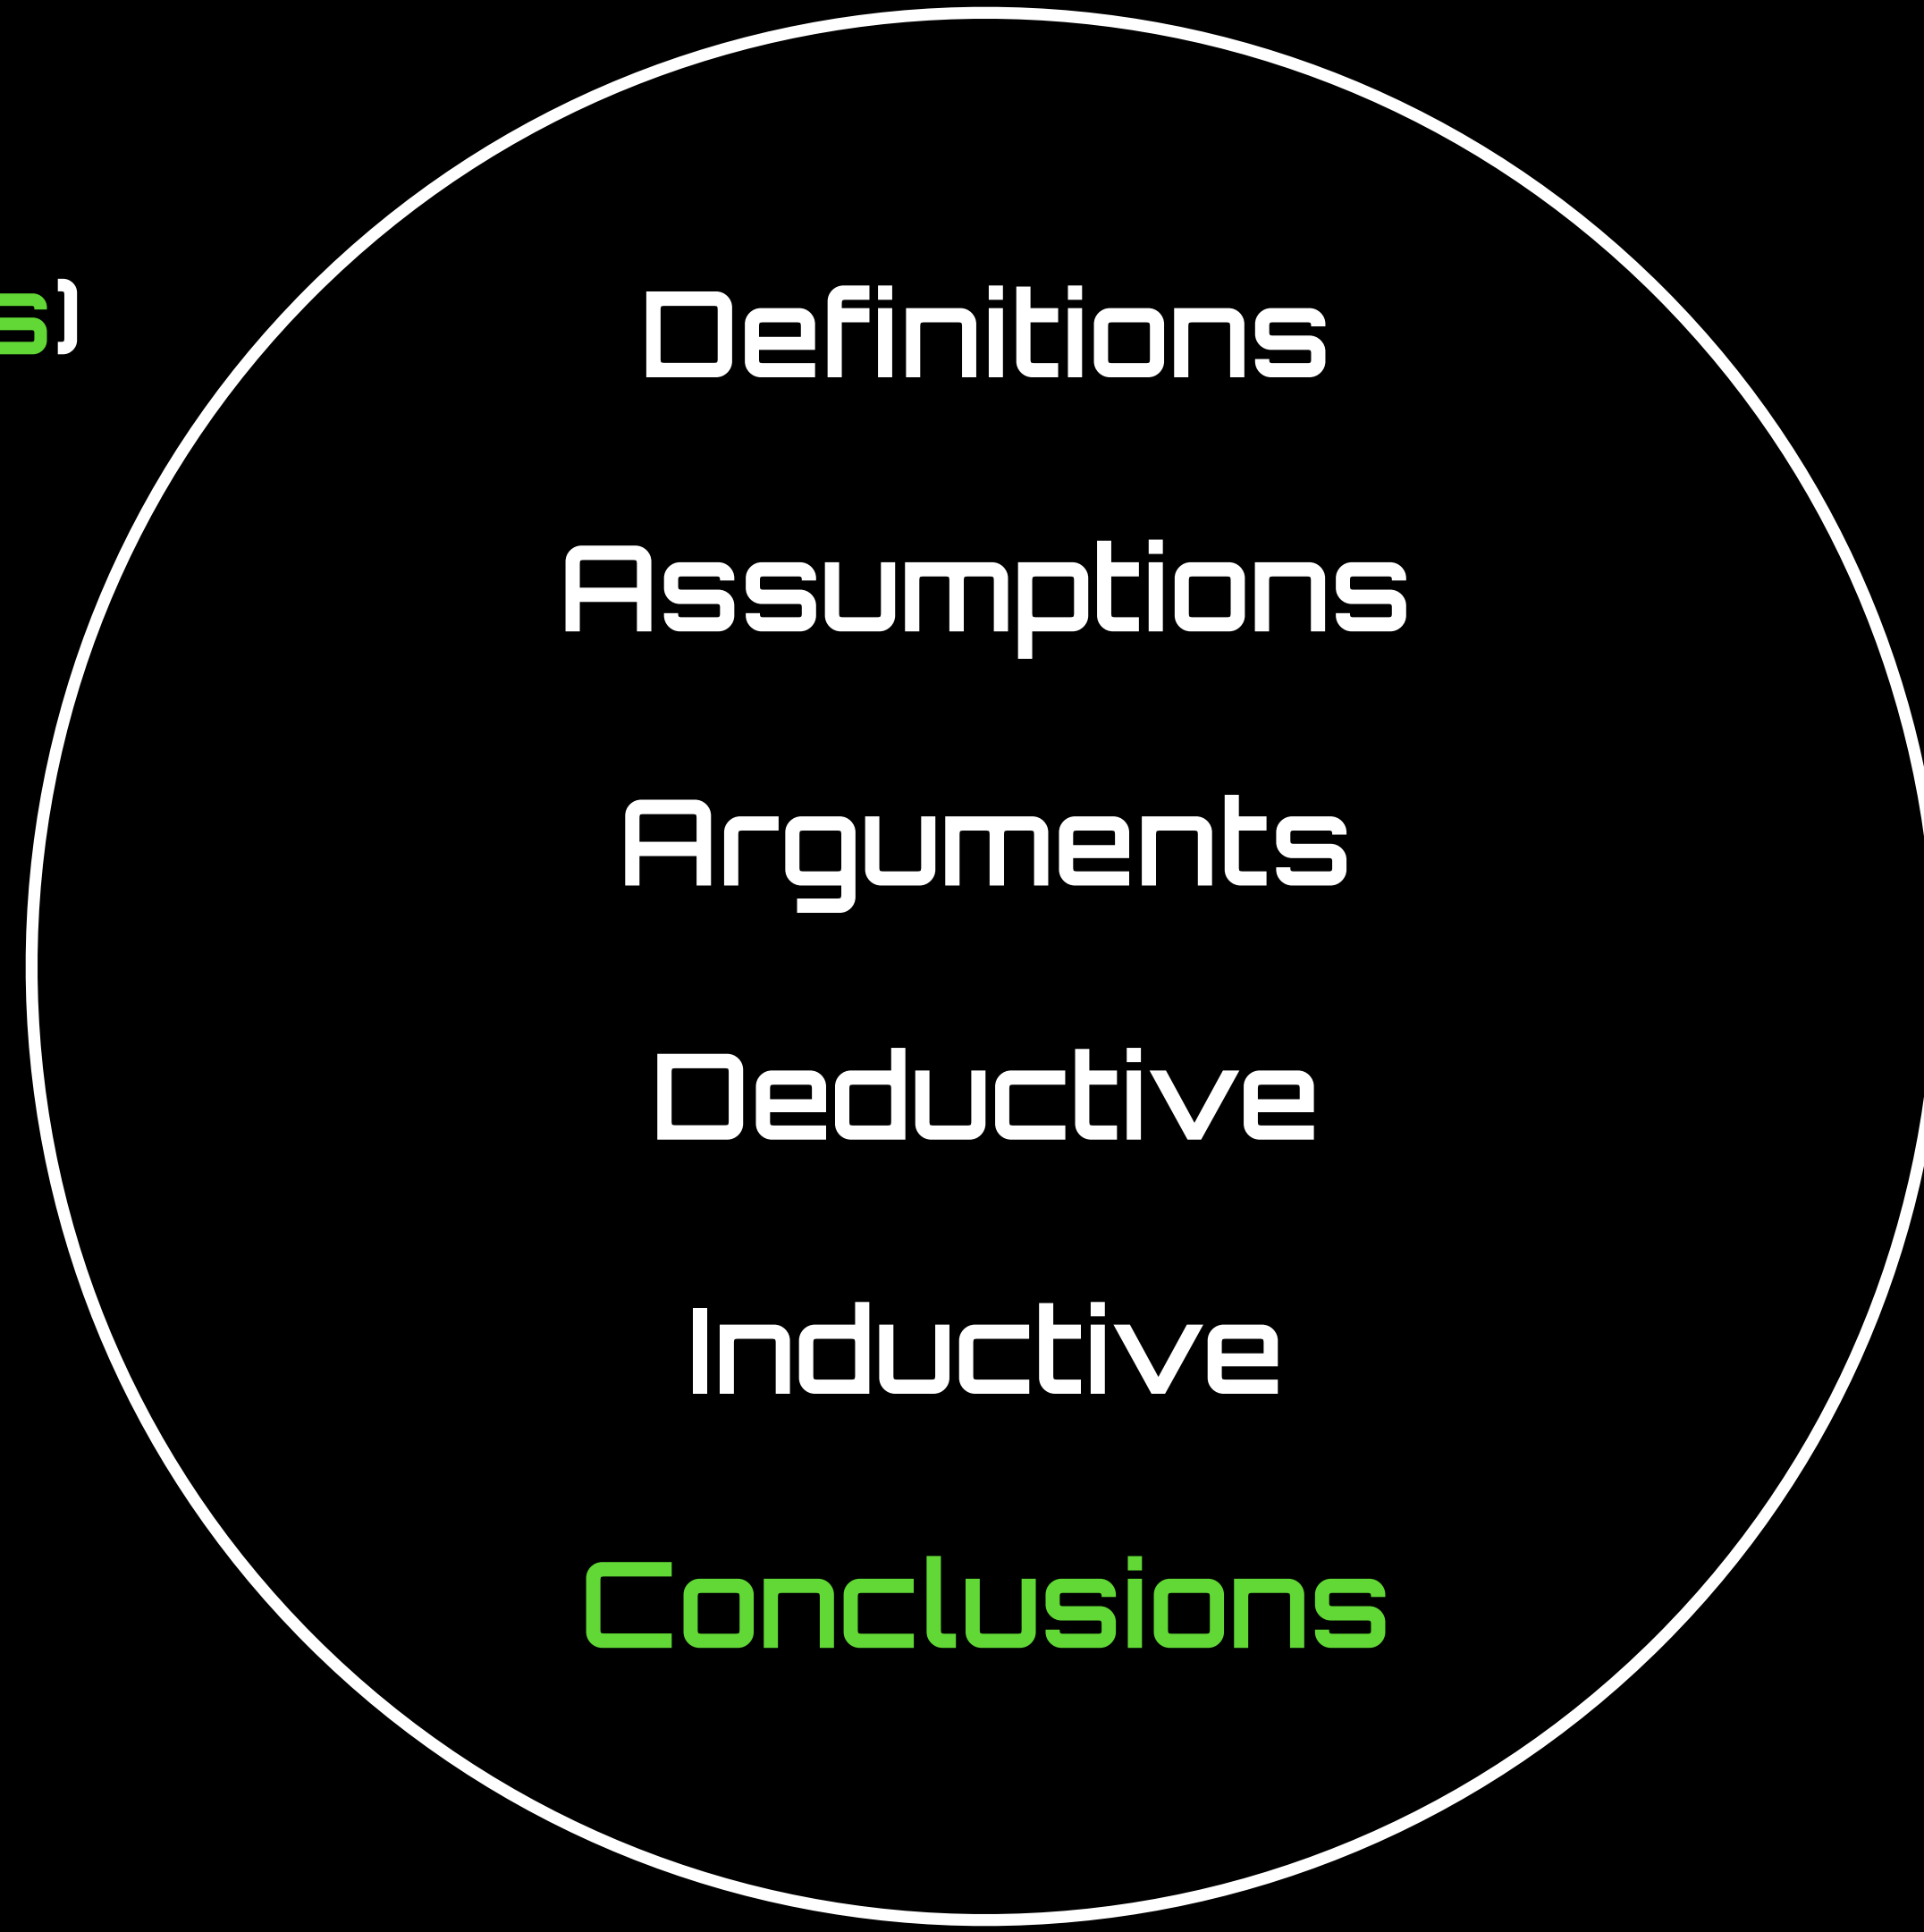 s)
Definitions
Assumptions
Arguments
Deductive
Inductive
Conclusions